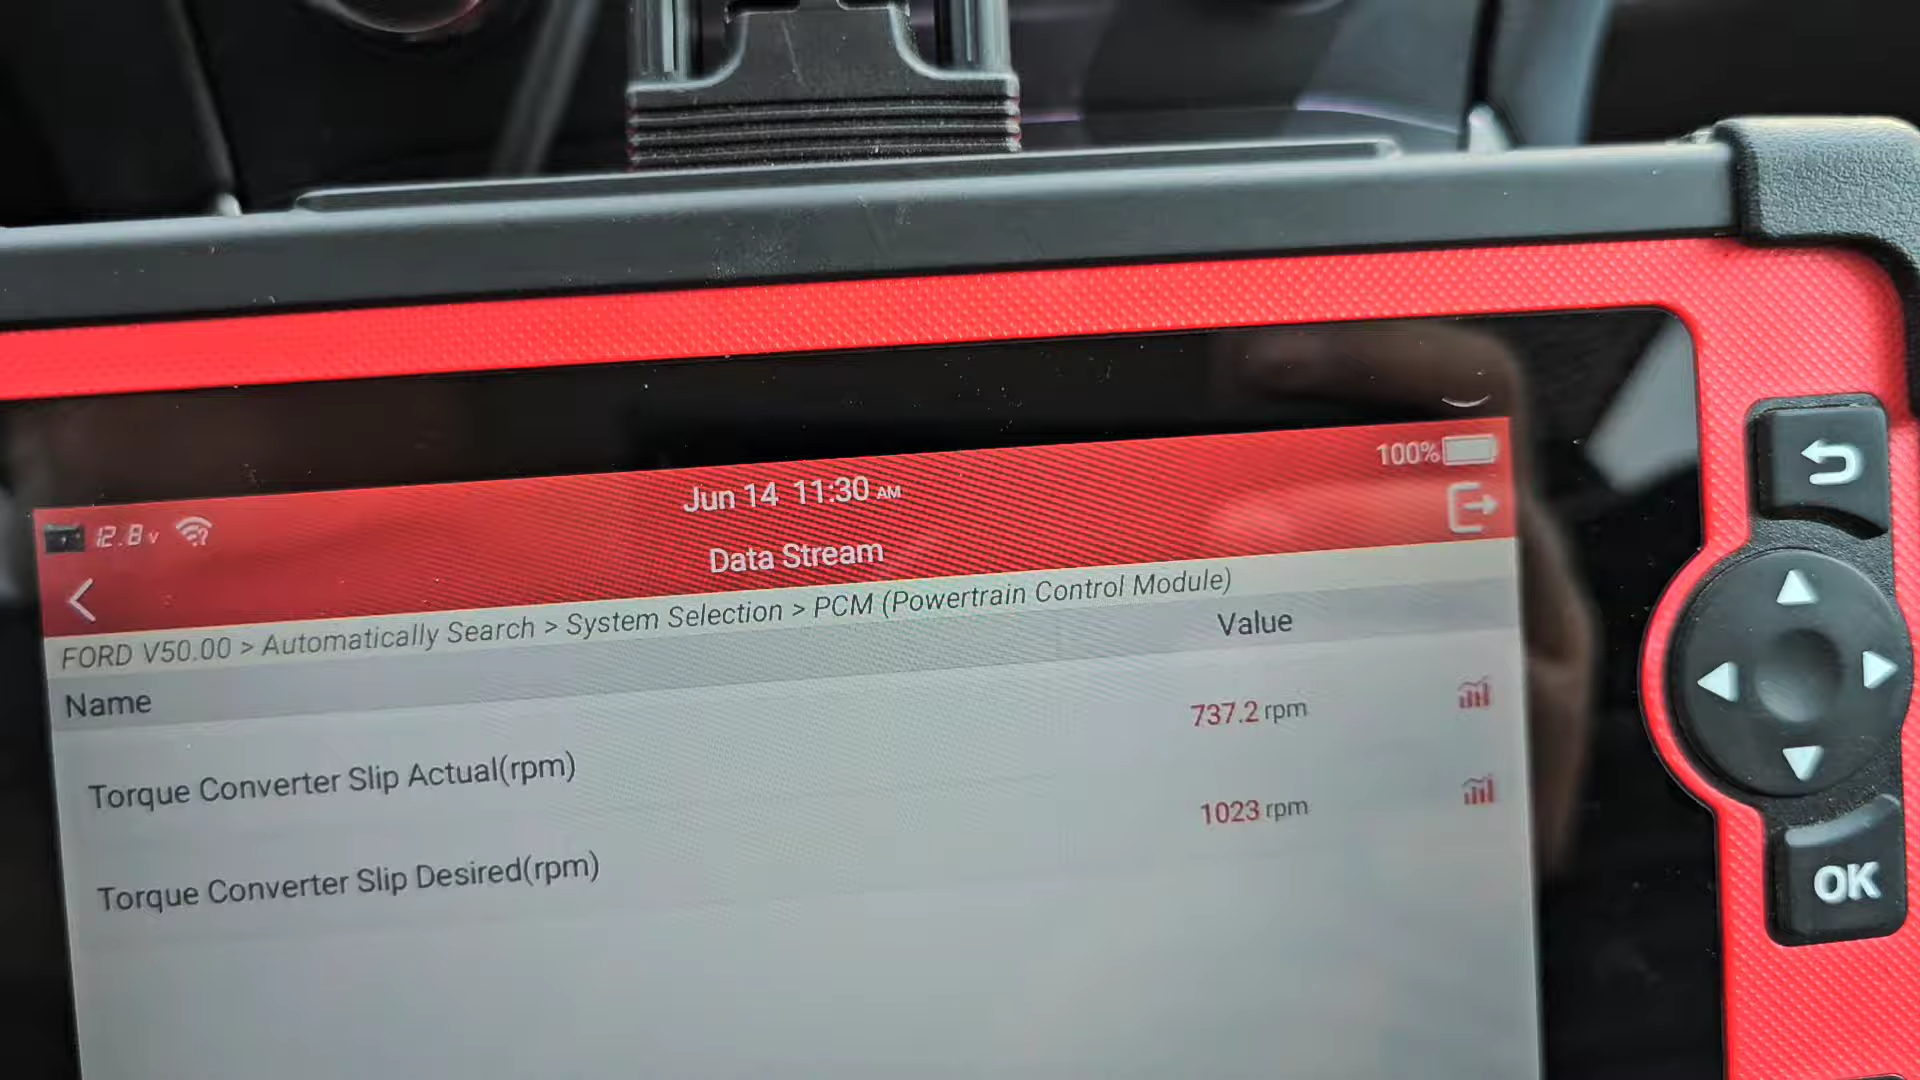 100%
Jun 14 11:30 AM
12.8 v
Data Stream
FORD V50.00 > Automatically Search > System Selection > PCM (Powertrain Control Module)
Name Value
Torque Converter Slip Actual(rpm) 737.2 rpm
Torque Converter Slip Desired(rpm) 1023 rpm
OK